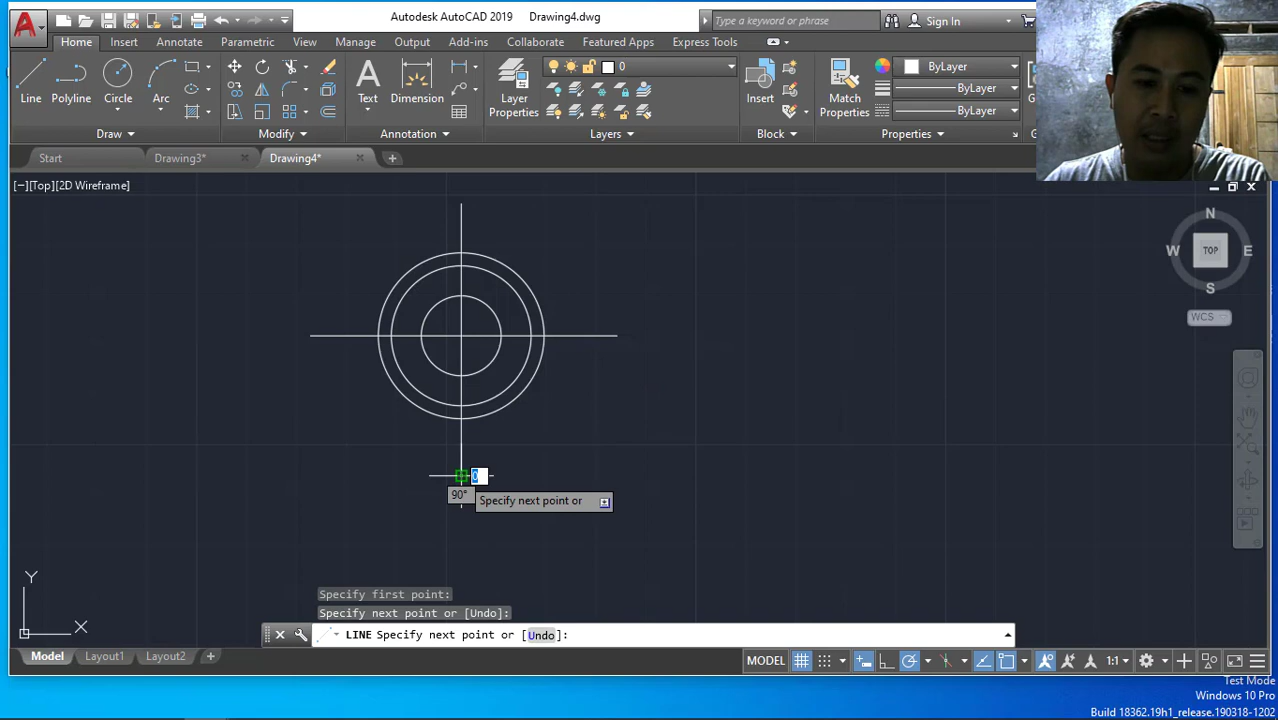 Autodesk AutoCAD 2019 Drawing4.dwg
Type a keyword or phrase
Sign In
Home Insert Annotate Parametric View Manage Output Add-ins Collaborate Featured Apps Express Tools
Line Polyline Circle Arc
Text Dimension
Layer
Properties
0
Insert
Match
Properties
ByLayer
ByLayer
ByLayer
Draw Modify Annotation Layers Block Properties
Start Drawing3* Drawing4*
[−][Top][2D Wireframe]
N
W TOP E
S
WCS
0
90°
Specify next point or
Y
X
Specify first point:
Specify next point or [Undo]:
LINE Specify next point or [Undo]:
Model Layout1 Layout2
MODEL 1:1
Test Mode
Windows 10 Pro
Build 18362.19h1_release.190318-1202